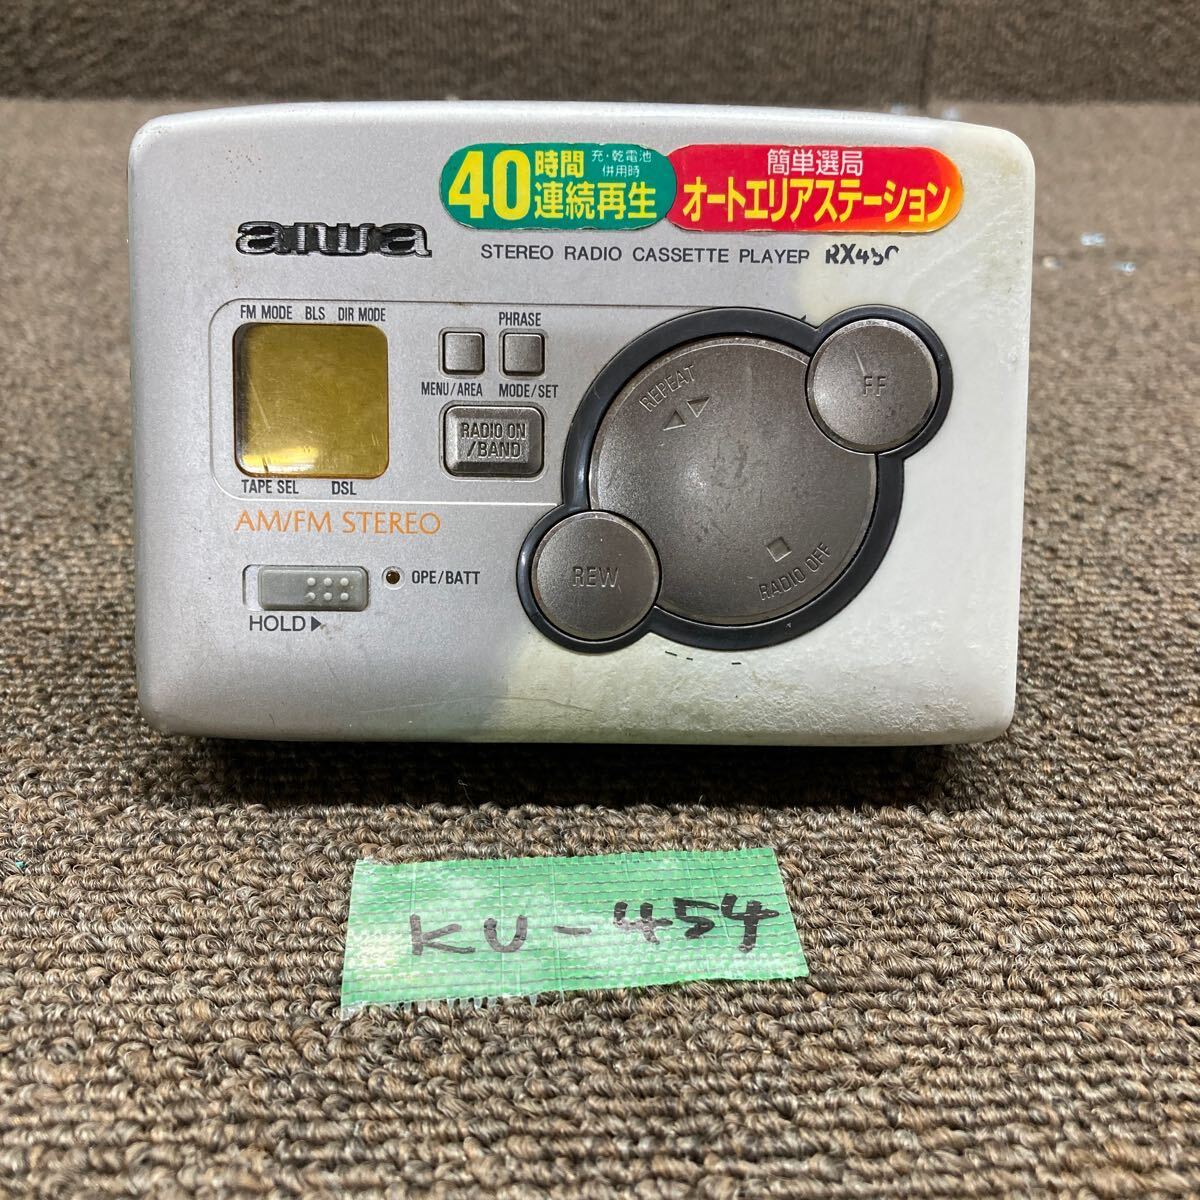 40時間 充・乾電池
併用時
連続再生
簡単選局
オートエリアステーション
aiwa
STEREO RADIO CASSETTE PLAYER
FM MODE BLS DIR MODE
PHRASE
MENU/AREA MODE/SET
RADIO ON
/BAND
TAPE SEL DSL
AM/FM STEREO
OPE/BATT
HOLD ▶
REPEAT
◁ ▷
FF
REW
□
RADIO OFF
KU-454